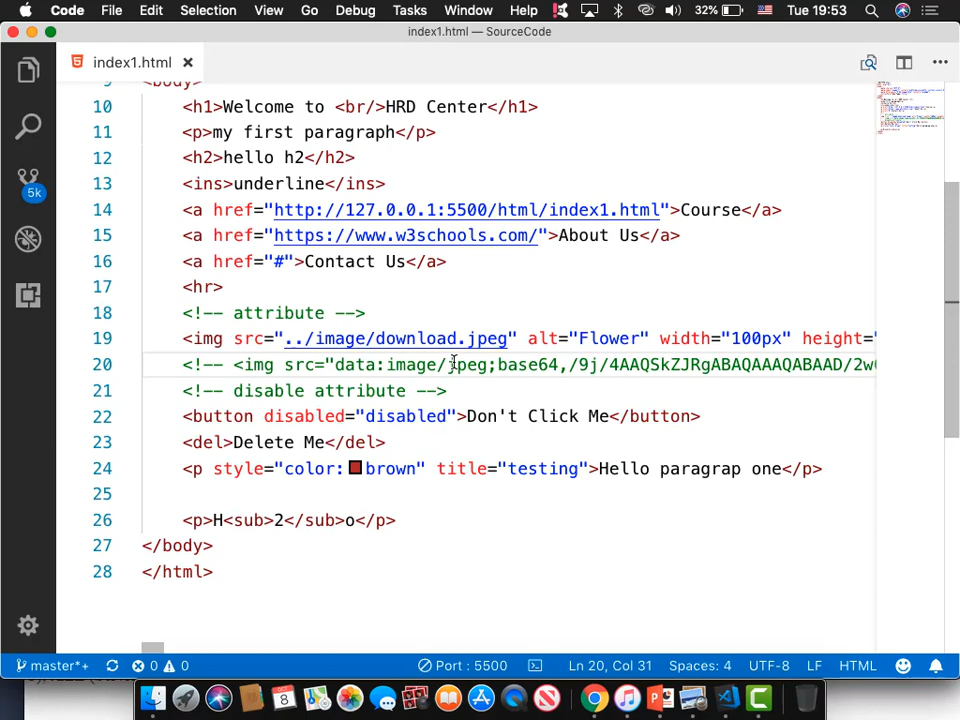 Code File Edit Selection View Go Debug Tasks Window Help 32% Tue 19:53
index1.html — SourceCode
index1.html
9 <body>
10 <h1>Welcome to <br/>HRD Center</h1>
11 <p>my first paragraph</p>
12 <h2>hello h2</h2>
13 <ins>underline</ins>
14 <a href="http://127.0.0.1:5500/html/index1.html">Course</a>
15 <a href="https://www.w3schools.com/">About Us</a>
16 <a href="#">Contact Us</a>
17 <hr>
18 <!-- attribute -->
19 <img src="../image/download.jpeg" alt="Flower" width="100px" height="
20 <!-- <img src="data:image/jpeg;base64,/9j/4AAQSkZJRgABAQAAAQABAAD/2w
21 <!-- disable attribute -->
22 <button disabled="disabled">Don't Click Me</button>
23 <del>Delete Me</del>
24 <p style="color: brown" title="testing">Hello paragrap one</p>
25
26 <p>H<sub>2</sub>o</p>
27 </body>
28 </html>
5k
master*+ 0 0 Port : 5500 Ln 20, Col 31 Spaces: 4 UTF-8 LF HTML
8